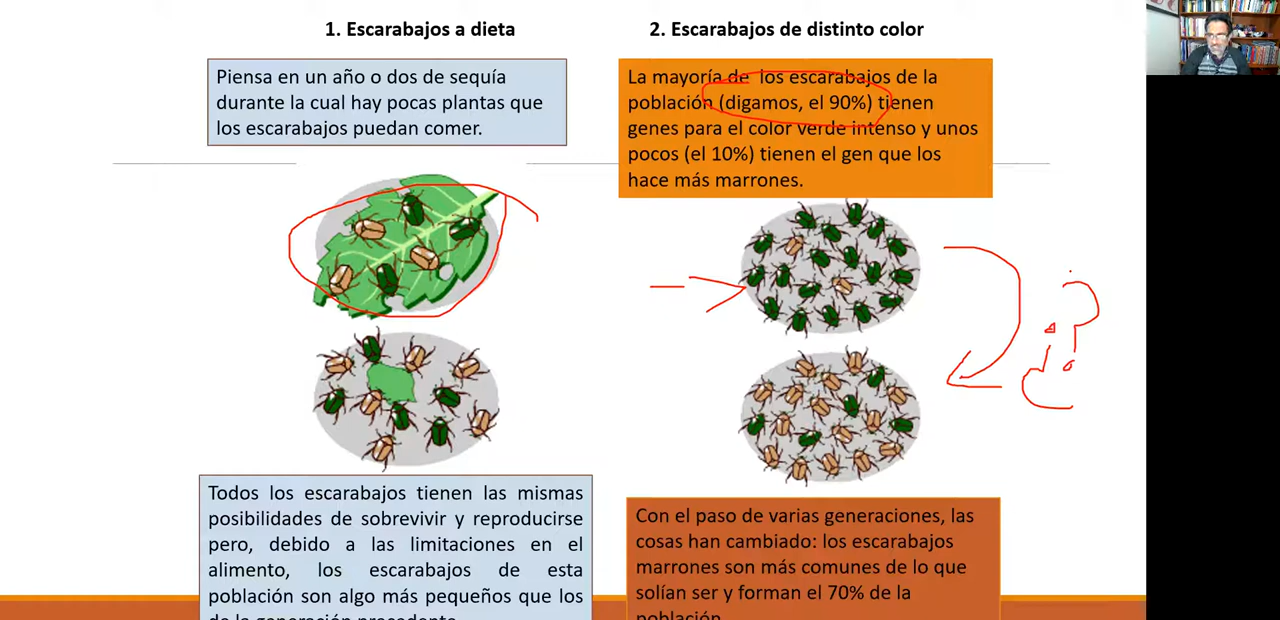 1. Escarabajos a dieta
Piensa en un año o dos de sequía
durante la cual hay pocas plantas que
los escarabajos puedan comer.
Todos los escarabajos tienen las mismas
posibilidades de sobrevivir y reproducirse
pero, debido a las limitaciones en el
alimento, los escarabajos de esta
población son algo más pequeños que los
de la generación precedente.
2. Escarabajos de distinto color
La mayoría de los escarabajos de la
población (digamos, el 90%) tienen
genes para el color verde intenso y unos
pocos (el 10%) tienen el gen que los
hace más marrones.
¿?
Con el paso de varias generaciones, las
cosas han cambiado: los escarabajos
marrones son más comunes de lo que
solían ser y forman el 70% de la
población.